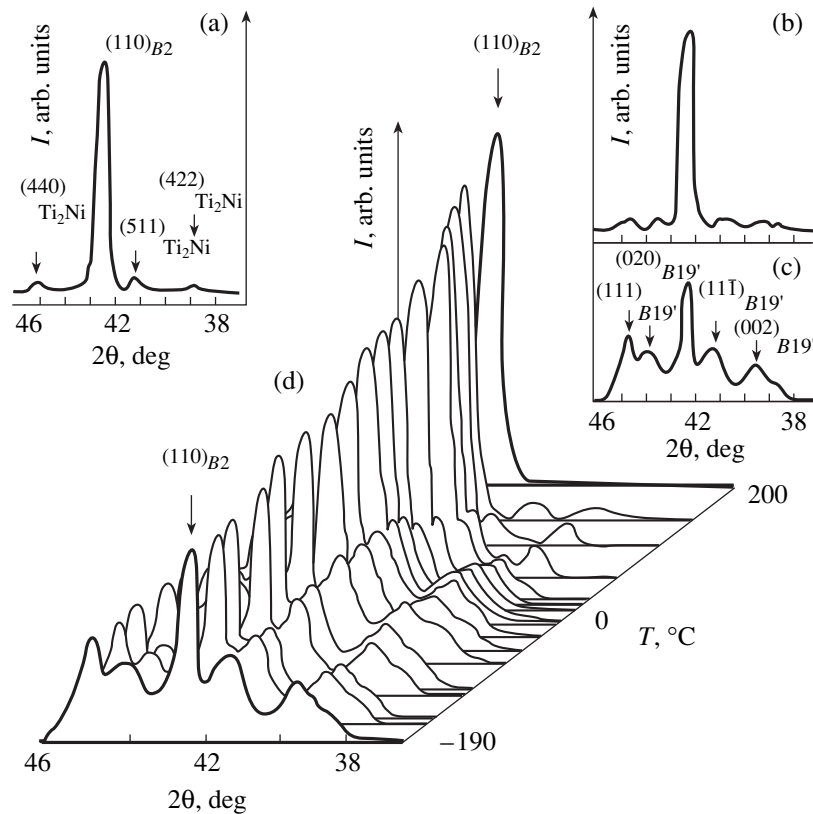 (a)
I, arb. units
(110)B2
(440)
Ti2Ni
(511)
Ti2Ni
(422)
Ti2Ni
46 42 38
2θ, deg
(b)
I, arb. units
(c)
(111)
B19'
(020)
B19'
(111̄)
B19'
(002)
B19'
46 42 38
2θ, deg
(d)
I, arb. units
(110)B2
(110)B2
200
0
T, °C
–190
46 42 38
2θ, deg